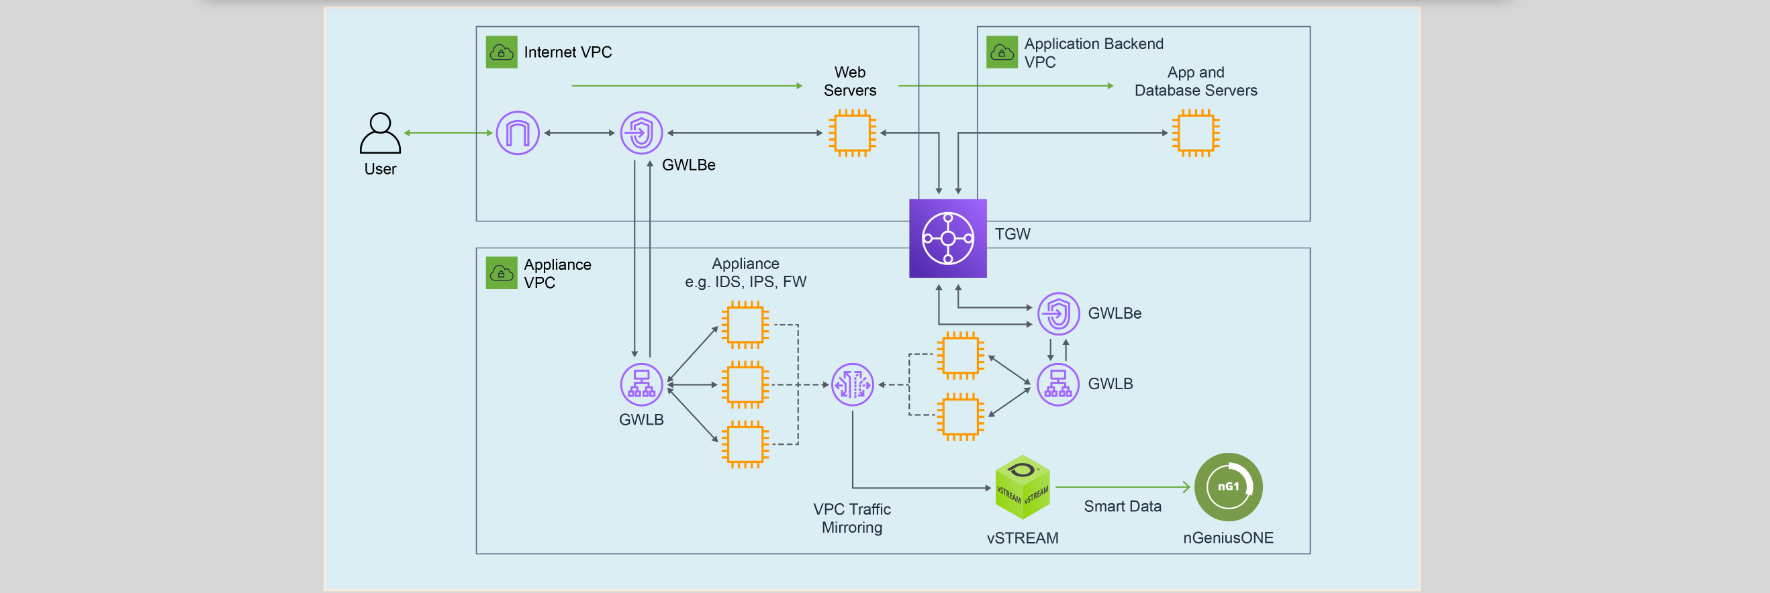 Internet VPC
Application Backend
VPC
Web
Servers
App and
Database Servers
User
GWLBe
TGW
Appliance
VPC
Appliance
e.g. IDS, IPS, FW
GWLBe
GWLB
GWLB
VPC Traffic
Mirroring
vSTREAM
vSTREAM
vSTREAM
Smart Data
nG1
nGeniusONE